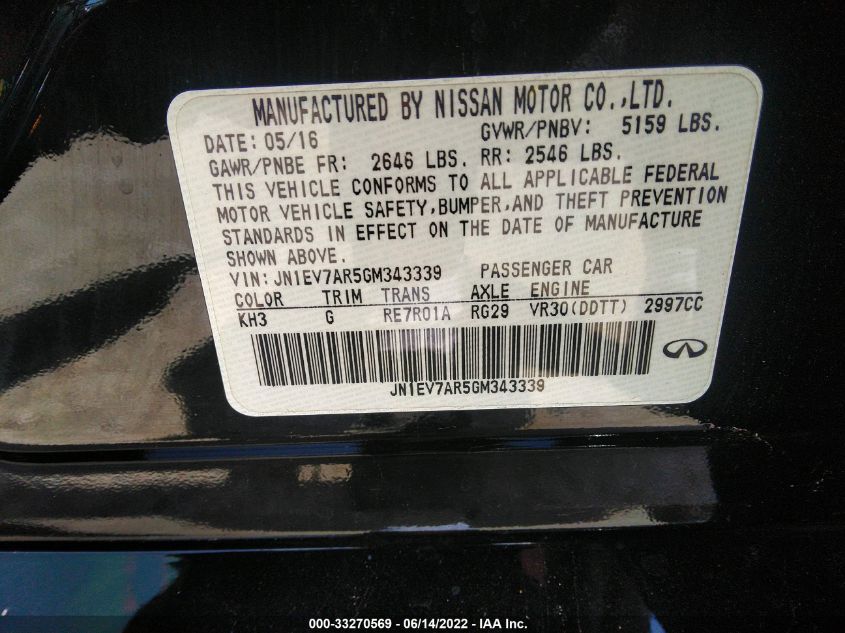 MANUFACTURED BY NISSAN MOTOR CO.,LTD.
DATE: 05/16 GVWR/PNBV: 5159 LBS.
GAWR/PNBE FR: 2646 LBS. RR: 2546 LBS.
THIS VEHICLE CONFORMS TO ALL APPLICABLE FEDERAL
MOTOR VEHICLE SAFETY,BUMPER,AND THEFT PREVENTION
STANDARDS IN EFFECT ON THE DATE OF MANUFACTURE
SHOWN ABOVE.
VIN: JN1EV7AR5GM343339 PASSENGER CAR
COLOR TRIM TRANS AXLE ENGINE
KH3 G RE7R01A RG29 VR30(DDTT) 2997CC
JN1EV7AR5GM343339
000-33270569 - 06/14/2022 - IAA Inc.